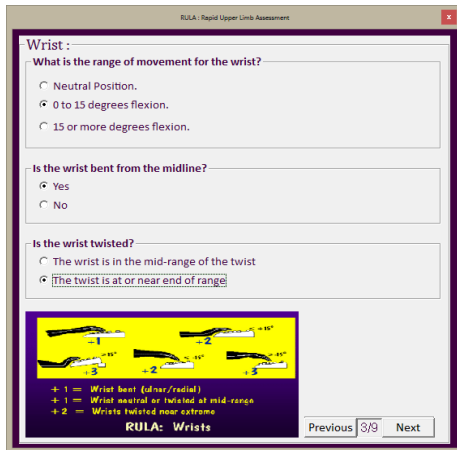 RULA : Rapid Upper Limb Assessment
x
Wrist :
What is the range of movement for the wrist?
Neutral Position.
0 to 15 degrees flexion.
15 or more degrees flexion.
Is the wrist bent from the midline?
Yes
No
Is the wrist twisted?
The wrist is in the mid-range of the twist
The twist is at or near end of range
+1 +2
+3 +2 +3
+ 1 = Wrist bent (ulnar/radial)
+ 1 = Wrist neutral or twisted at mid-range
+ 2 = Wrists twisted near extreme
RULA: Wrists
Previous 3/9 Next